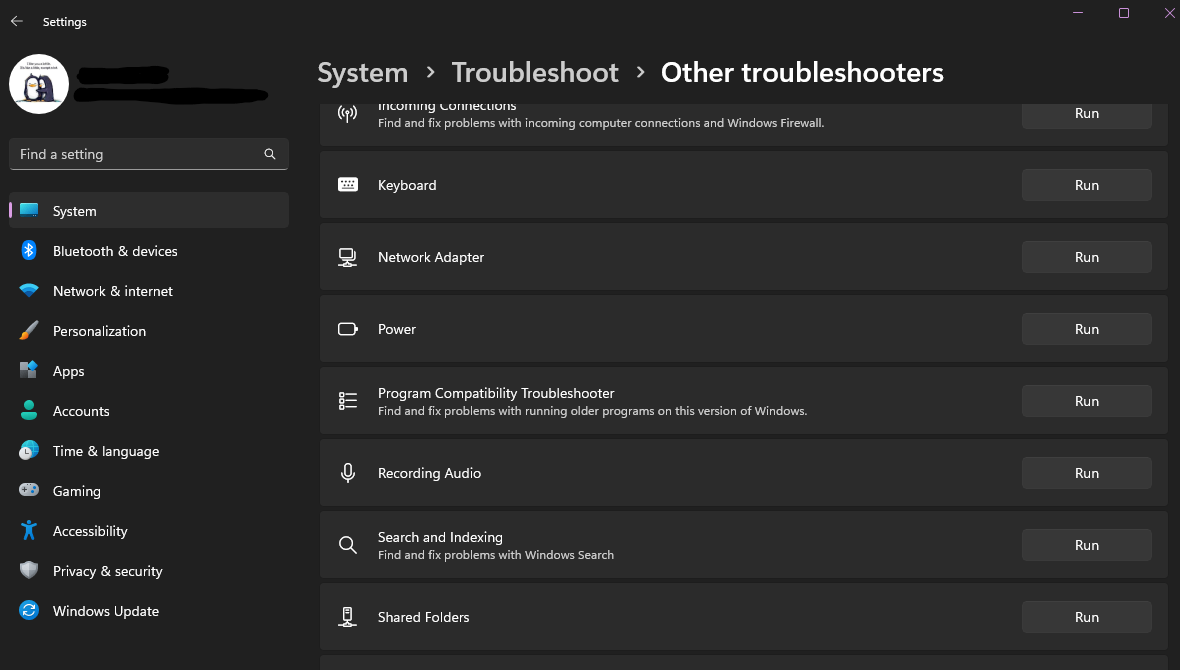 Settings
System > Troubleshoot > Other troubleshooters
Find a setting
System
Bluetooth & devices
Network & internet
Personalization
Apps
Accounts
Time & language
Gaming
Accessibility
Privacy & security
Windows Update
Incoming Connections
Find and fix problems with incoming computer connections and Windows Firewall.
Run
Keyboard
Run
Network Adapter
Run
Power
Run
Program Compatibility Troubleshooter
Find and fix problems with running older programs on this version of Windows.
Run
Recording Audio
Run
Search and Indexing
Find and fix problems with Windows Search
Run
Shared Folders
Run